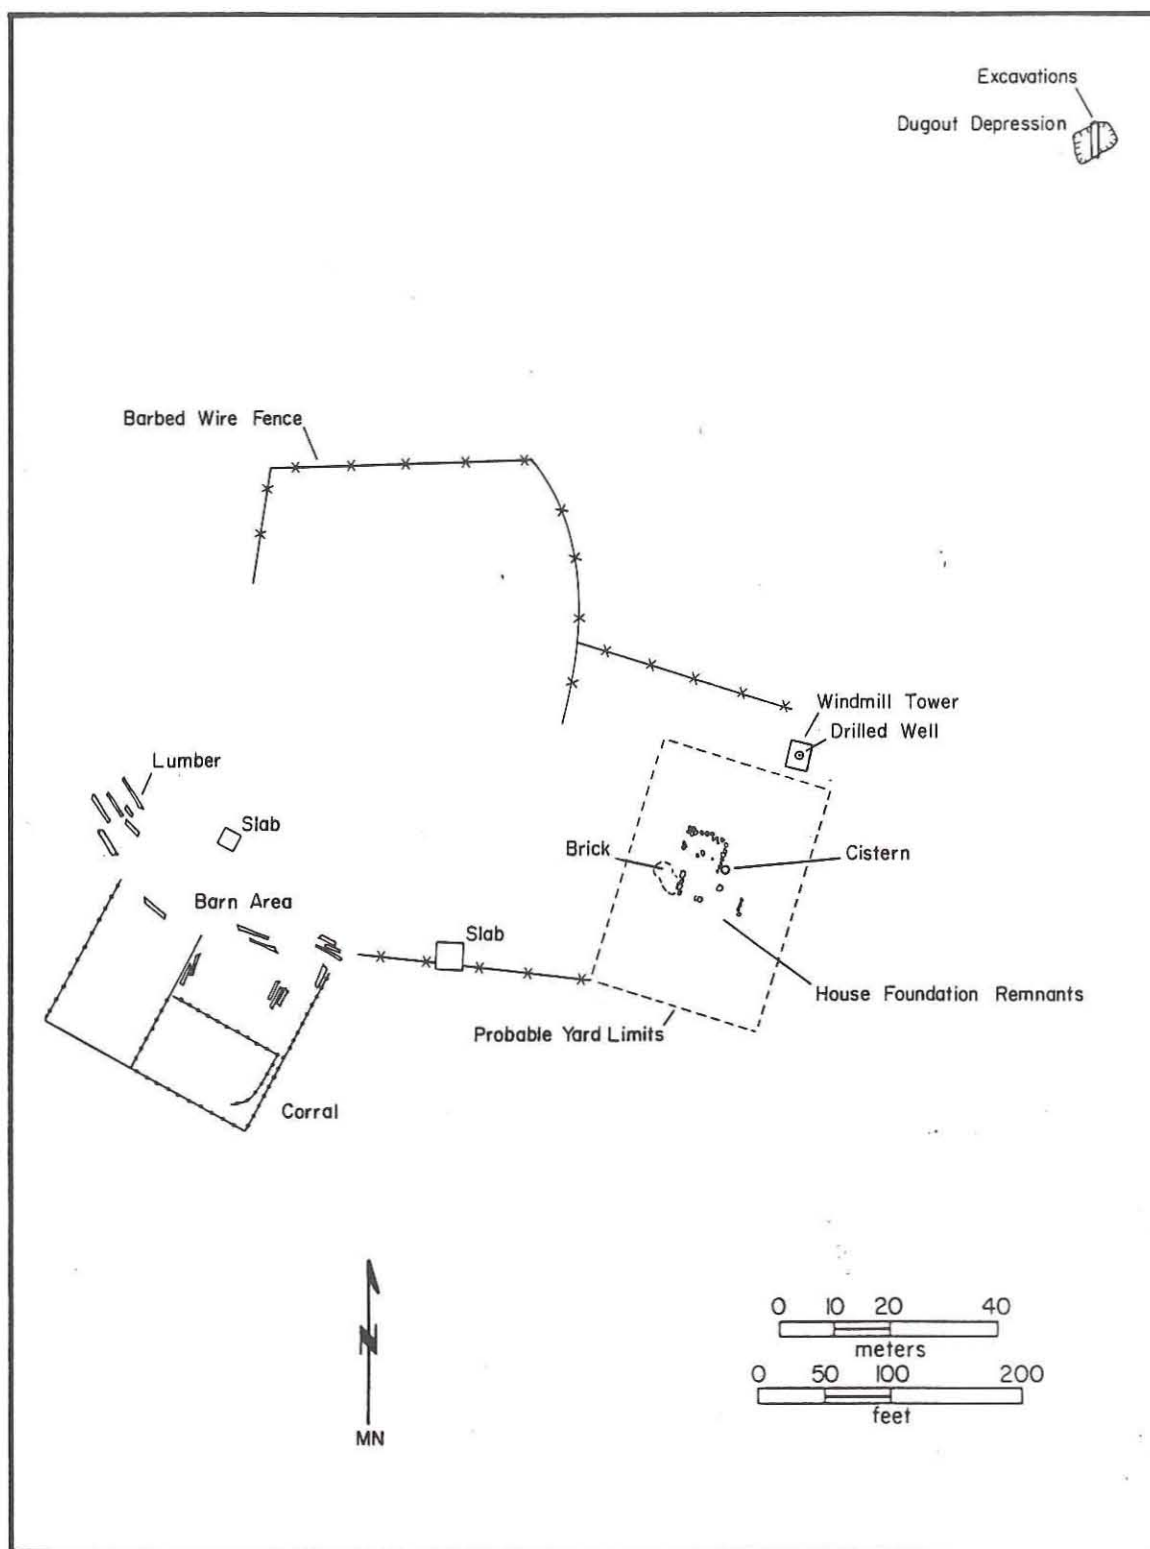 Excavations
Dugout Depression
Barbed Wire Fence
Windmill Tower
Drilled Well
Lumber
Slab
Brick
Cistern
Barn Area
Slab
House Foundation Remnants
Probable Yard Limits
Corral
N
MN
0 10 20 40
meters
0 50 100 200
feet